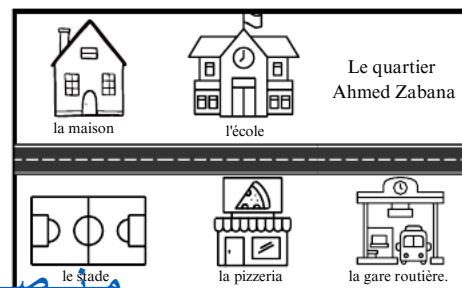 Le quartier
Ahmed Zabana
la maison
l'école
le stade
la pizzeria
la gare routière.